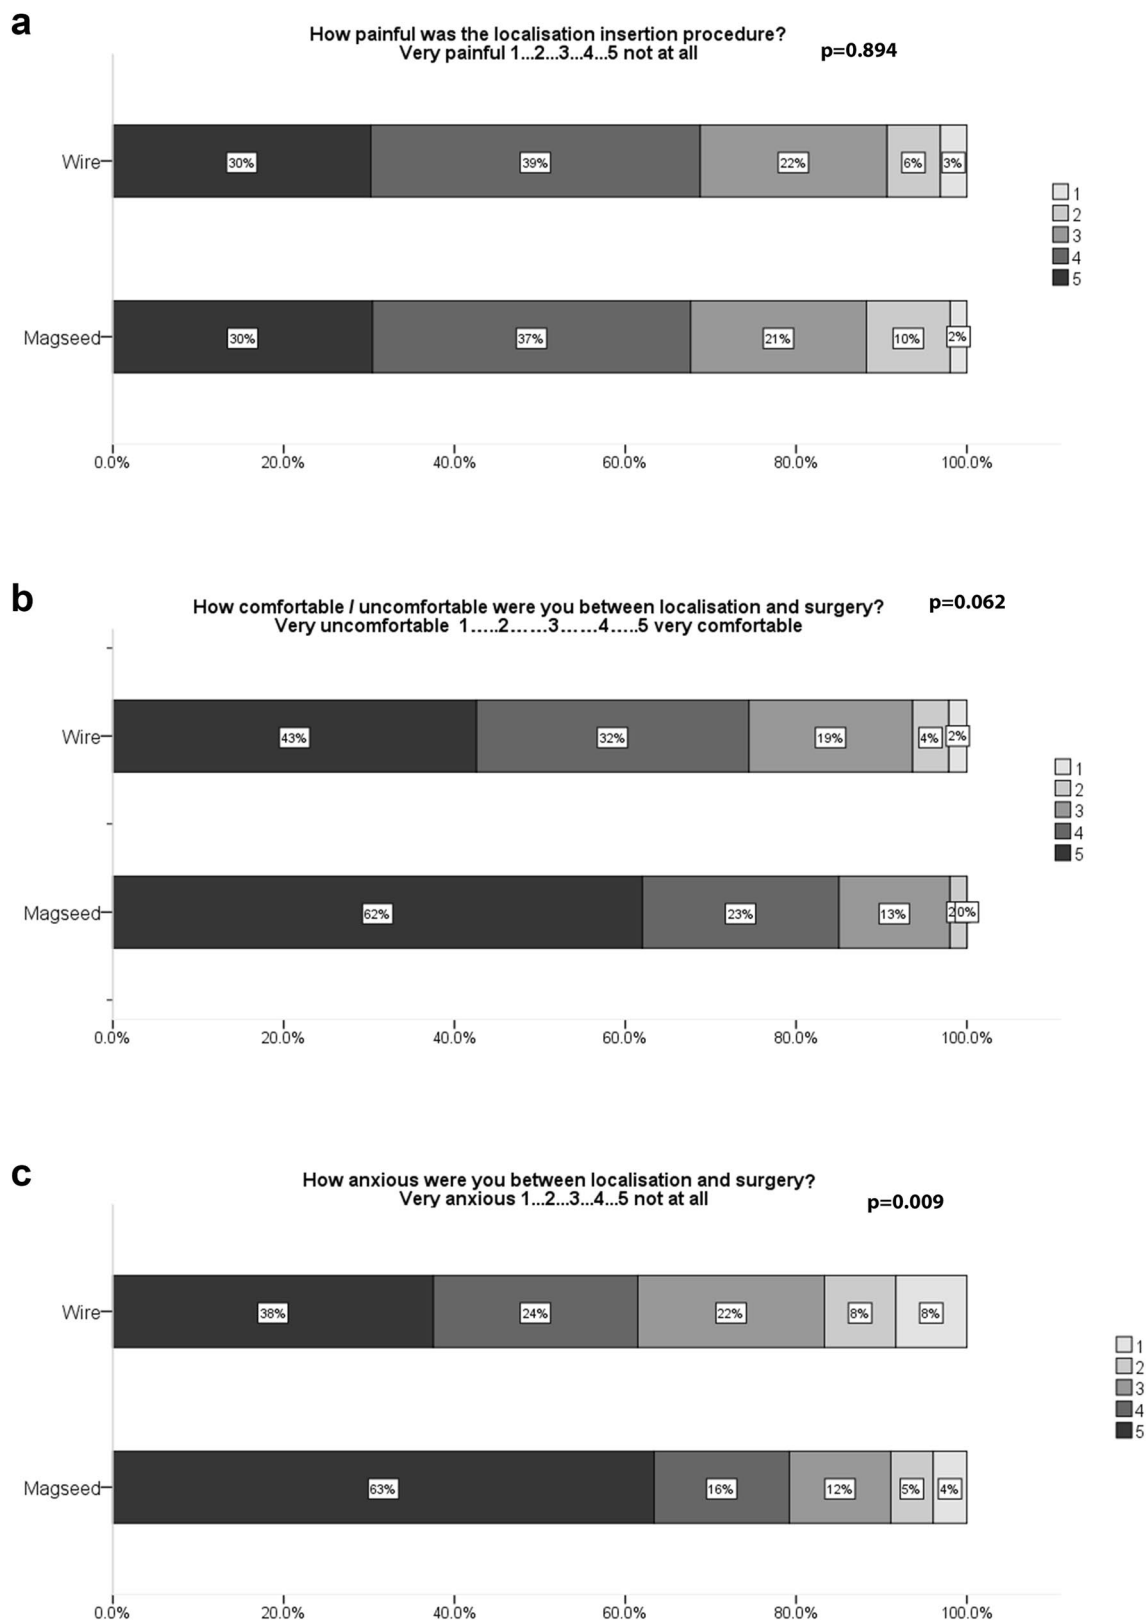 a
How painful was the localisation insertion procedure?
Very painful 1...2...3...4...5 not at all
p=0.894
Wire
30% 39% 22% 6% 3%
Magseed
30% 37% 21% 10% 2%
1
2
3
4
5
0.0% 20.0% 40.0% 60.0% 80.0% 100.0%
b
How comfortable / uncomfortable were you between localisation and surgery?
Very uncomfortable 1.....2......3......4.....5 very comfortable
p=0.062
Wire
43% 32% 19% 4% 2%
Magseed
62% 23% 13% 2 0%
1
2
3
4
5
0.0% 20.0% 40.0% 60.0% 80.0% 100.0%
c
How anxious were you between localisation and surgery?
Very anxious 1...2...3...4...5 not at all
p=0.009
Wire
38% 24% 22% 8% 8%
Magseed
63% 16% 12% 5% 4%
1
2
3
4
5
0.0% 20.0% 40.0% 60.0% 80.0% 100.0%